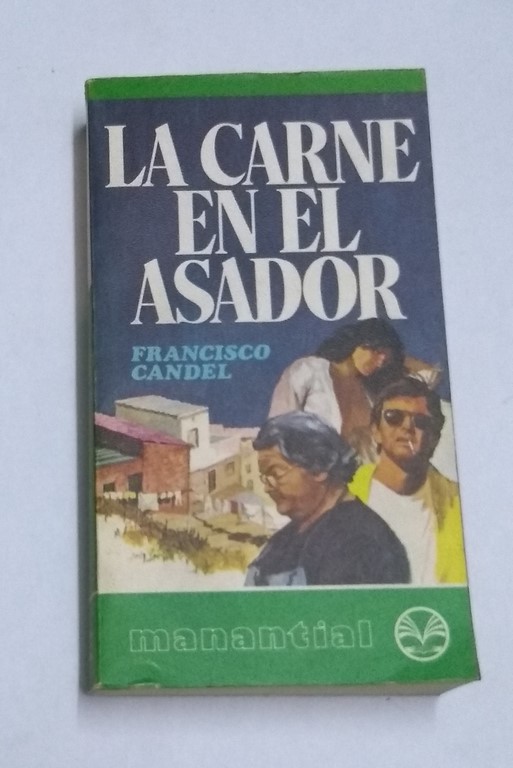 LA CARNE
EN EL
ASADOR
FRANCISCO
CANDEL
manantial